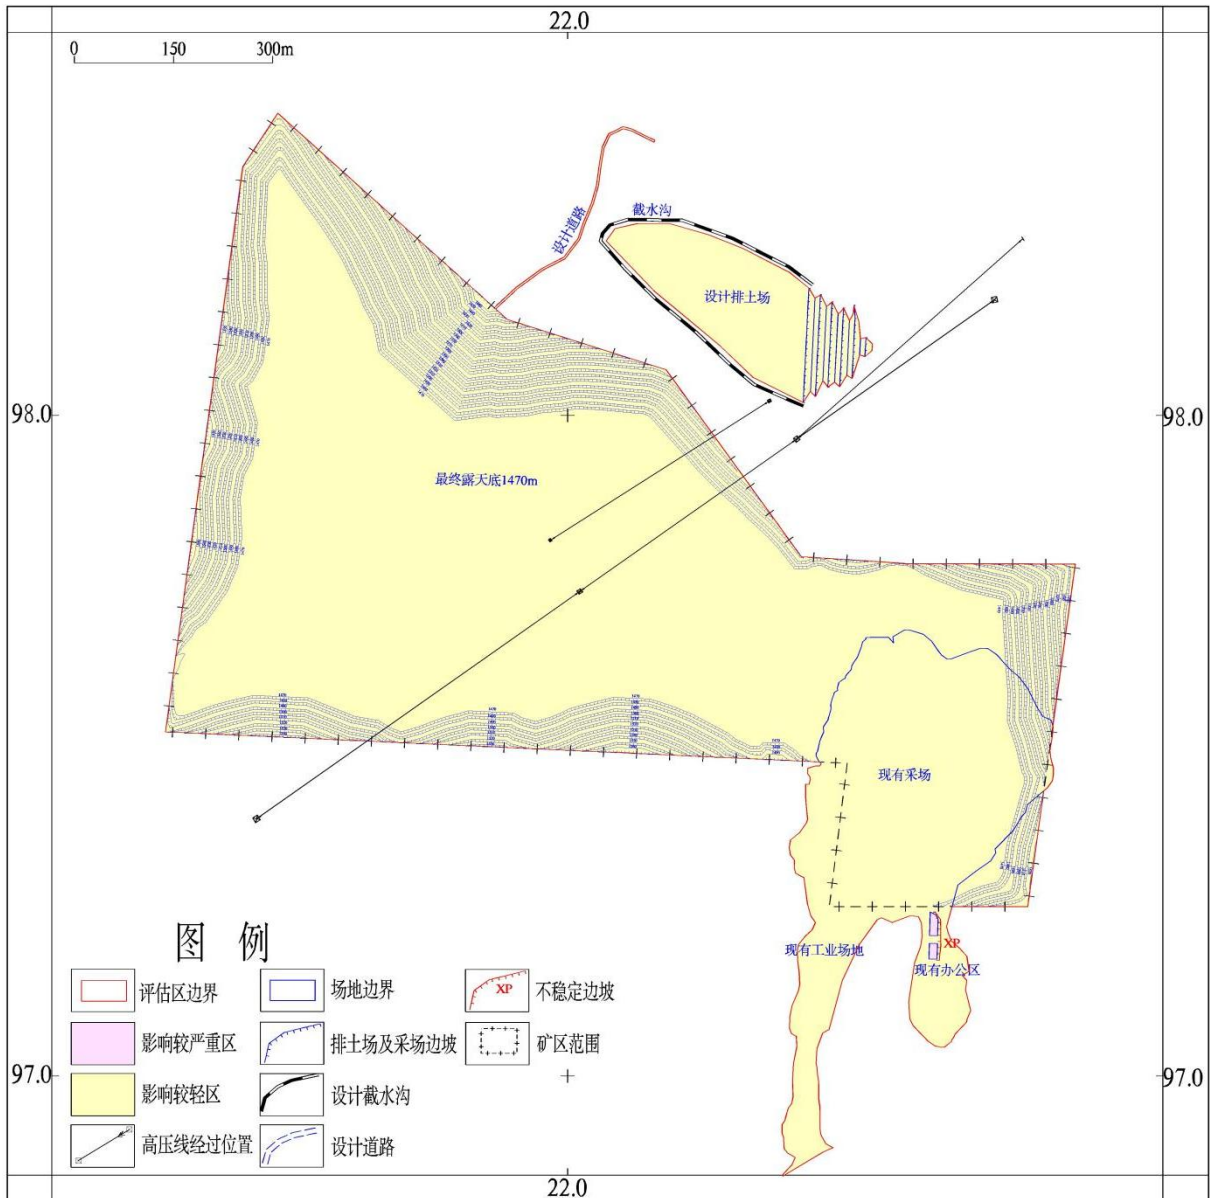 22.0
0 150 300m
截水沟
设计道路
设计排土场
98.0 98.0
最终露天底1470m
现有采场
现有工业场地
XP
现有办公区
图 例
评估区边界
场地边界
XP
不稳定边坡
影响较严重区
排土场及采场边坡
矿区范围
影响较轻区
设计截水沟
高压线经过位置
设计道路
97.0 97.0
22.0